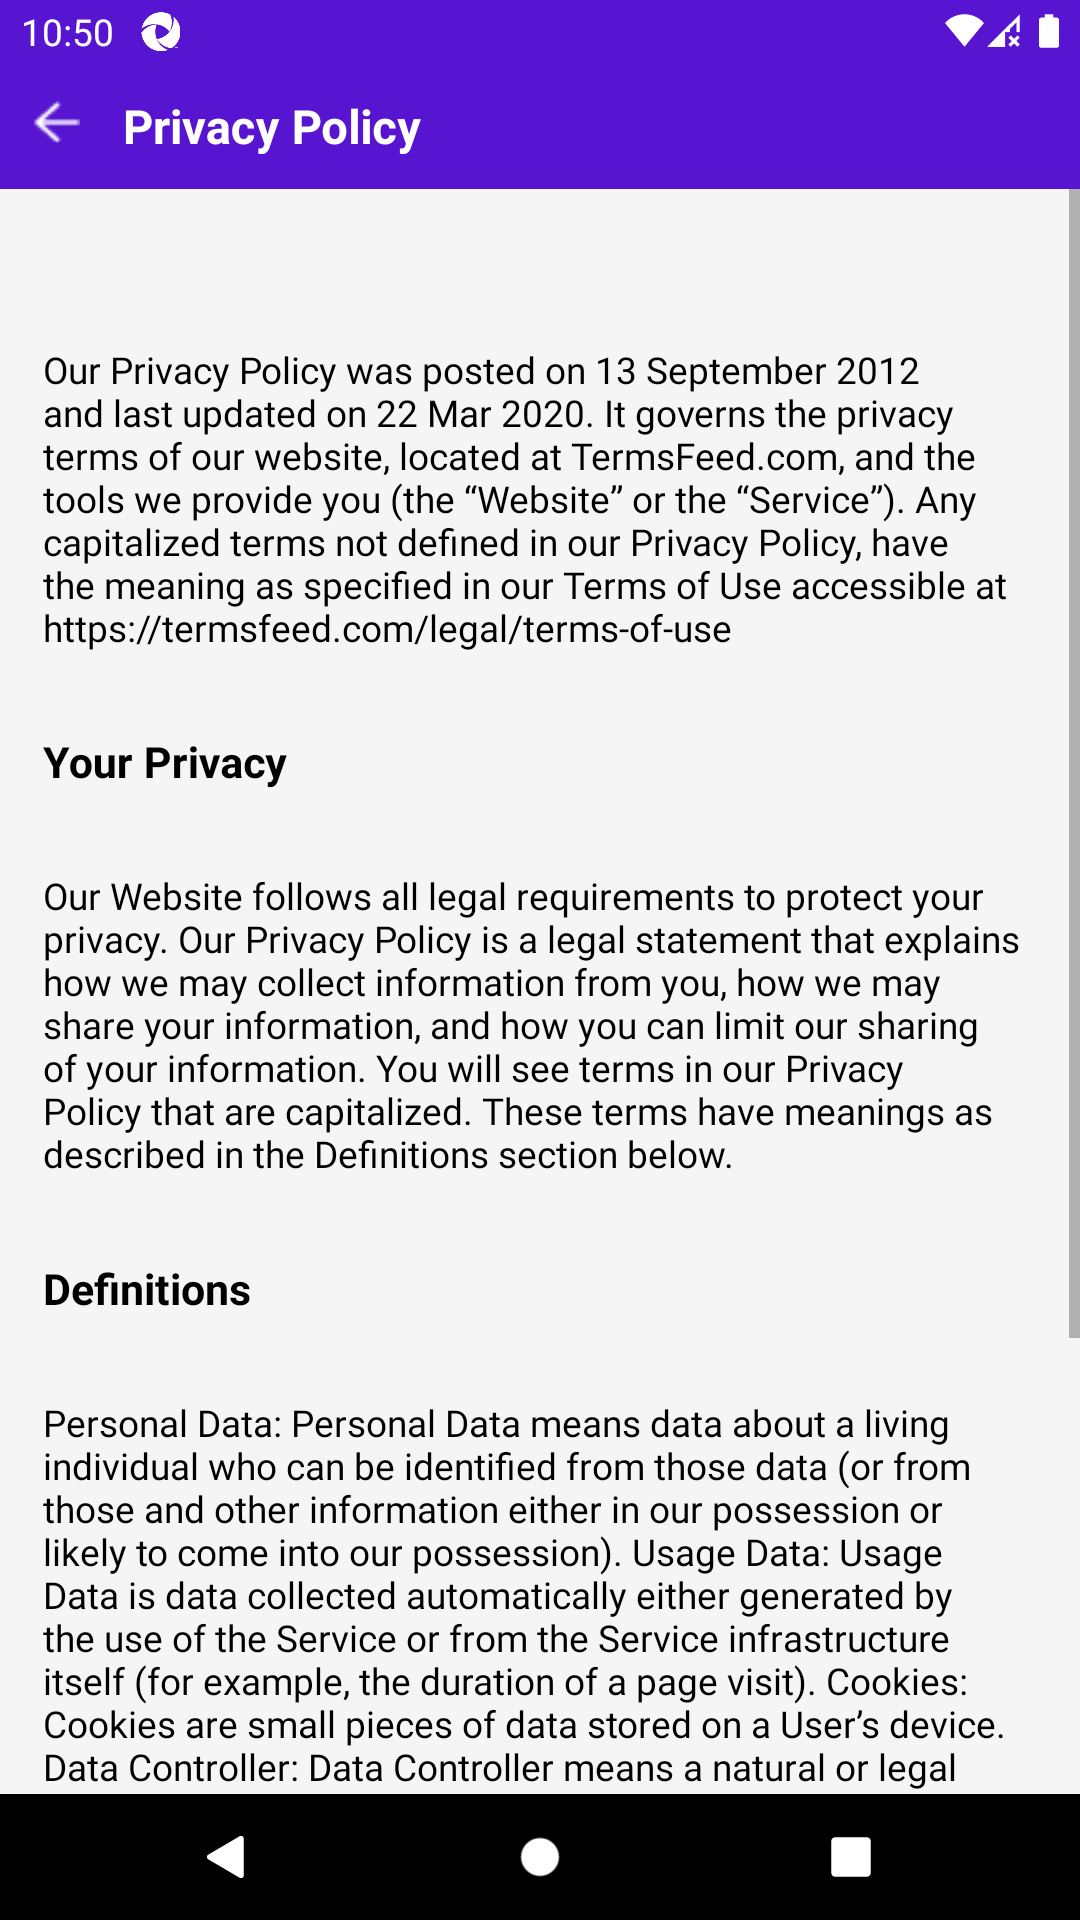 10:50
Privacy Policy
Our Privacy Policy was posted on 13 September 2012
and last updated on 22 Mar 2020. It governs the privacy
terms of our website, located at TermsFeed.com, and the
tools we provide you (the “Website” or the “Service”). Any
capitalized terms not defined in our Privacy Policy, have
the meaning as specified in our Terms of Use accessible at
https://termsfeed.com/legal/terms-of-use
Your Privacy
Our Website follows all legal requirements to protect your
privacy. Our Privacy Policy is a legal statement that explains
how we may collect information from you, how we may
share your information, and how you can limit our sharing
of your information. You will see terms in our Privacy
Policy that are capitalized. These terms have meanings as
described in the Definitions section below.
Definitions
Personal Data: Personal Data means data about a living
individual who can be identified from those data (or from
those and other information either in our possession or
likely to come into our possession). Usage Data: Usage
Data is data collected automatically either generated by
the use of the Service or from the Service infrastructure
itself (for example, the duration of a page visit). Cookies:
Cookies are small pieces of data stored on a User’s device.
Data Controller: Data Controller means a natural or legal